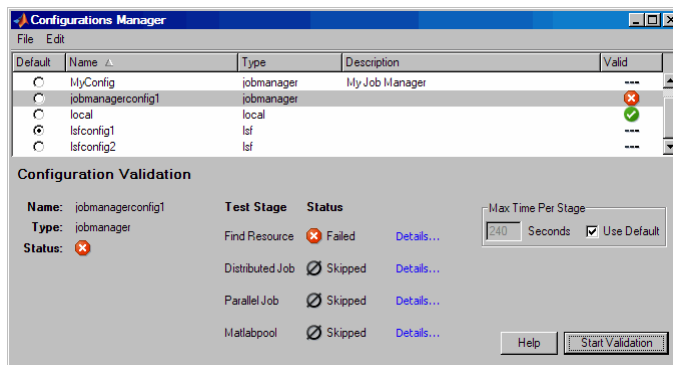 Configurations Manager
File Edit
Default Name Type Description Valid
MyConfig jobmanager My Job Manager ---
jobmanagerconfig1 jobmanager
local local
lsfconfig1 lsf ---
lsfconfig2 lsf ---
Configuration Validation
Name: jobmanagerconfig1
Type: jobmanager
Status:
Test Stage Status
Find Resource Failed Details...
Distributed Job Skipped Details...
Parallel Job Skipped Details...
Matlabpool Skipped Details...
Max Time Per Stage
240 Seconds Use Default
Help Start Validation